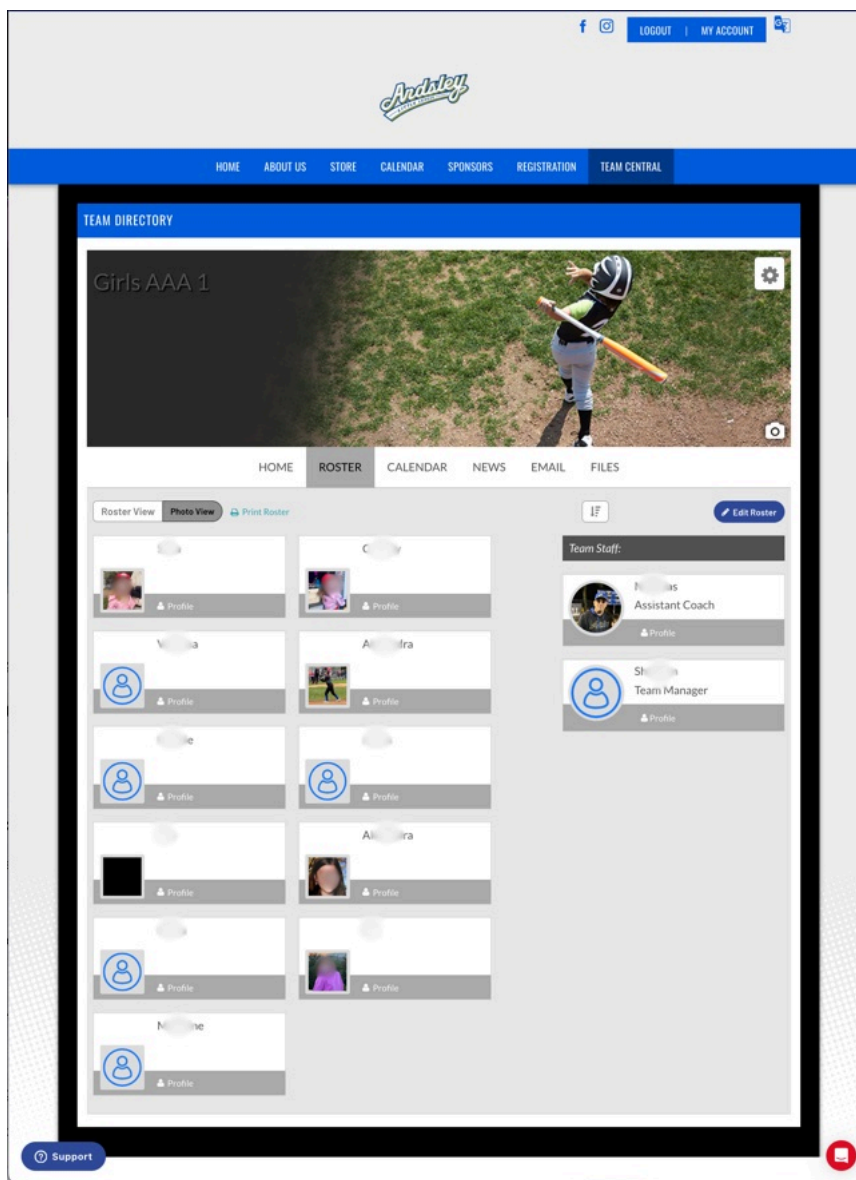 LOGOUT | MY ACCOUNT
Ardsley
HOME ABOUT US STORE CALENDAR SPONSORS REGISTRATION TEAM CENTRAL
TEAM DIRECTORY
Girls AAA 1
HOME ROSTER CALENDAR NEWS EMAIL FILES
Roster View Photo View Print Roster Edit Roster
Team Staff:
Profile Profile
Assistant Coach
Profile
Profile Profile
Team Manager
Profile
Profile Profile
Profile Profile
Profile Profile
Profile
Support